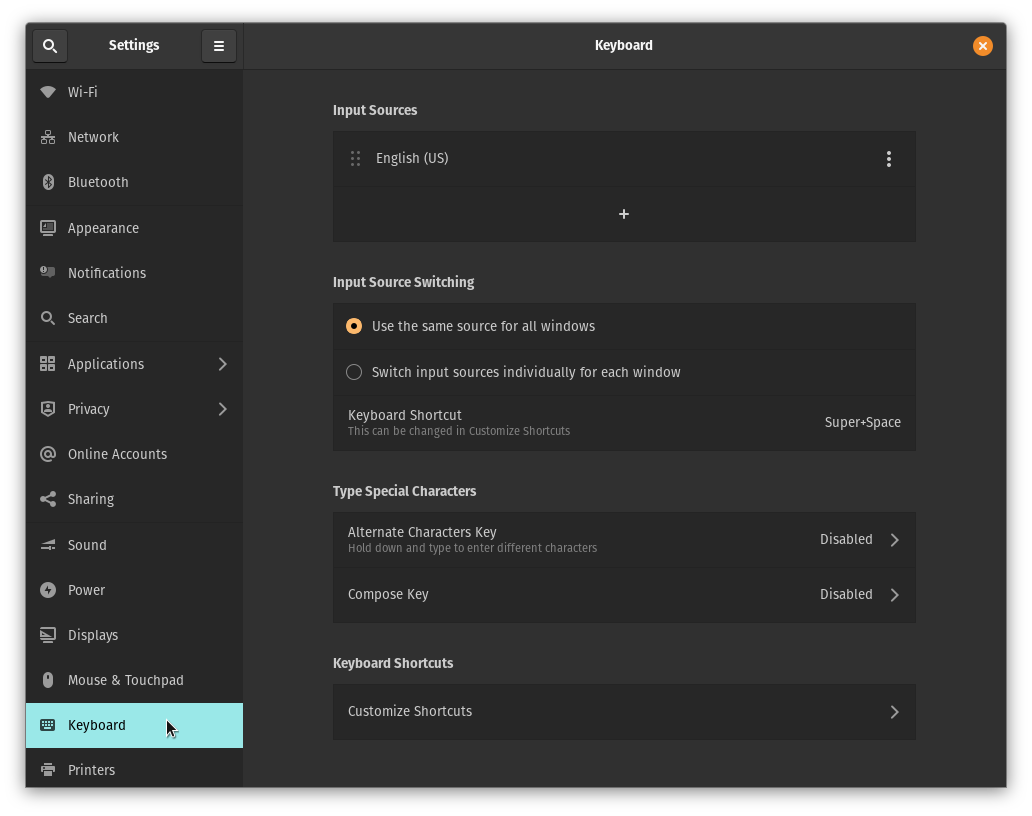 Settings
Keyboard
Wi-Fi
Network
Bluetooth
Appearance
Notifications
Search
Applications
Privacy
Online Accounts
Sharing
Sound
Power
Displays
Mouse & Touchpad
Keyboard
Printers
Input Sources
English (US)
+
Input Source Switching
Use the same source for all windows
Switch input sources individually for each window
Keyboard Shortcut
This can be changed in Customize Shortcuts
Super+Space
Type Special Characters
Alternate Characters Key
Hold down and type to enter different characters
Disabled
Compose Key
Disabled
Keyboard Shortcuts
Customize Shortcuts